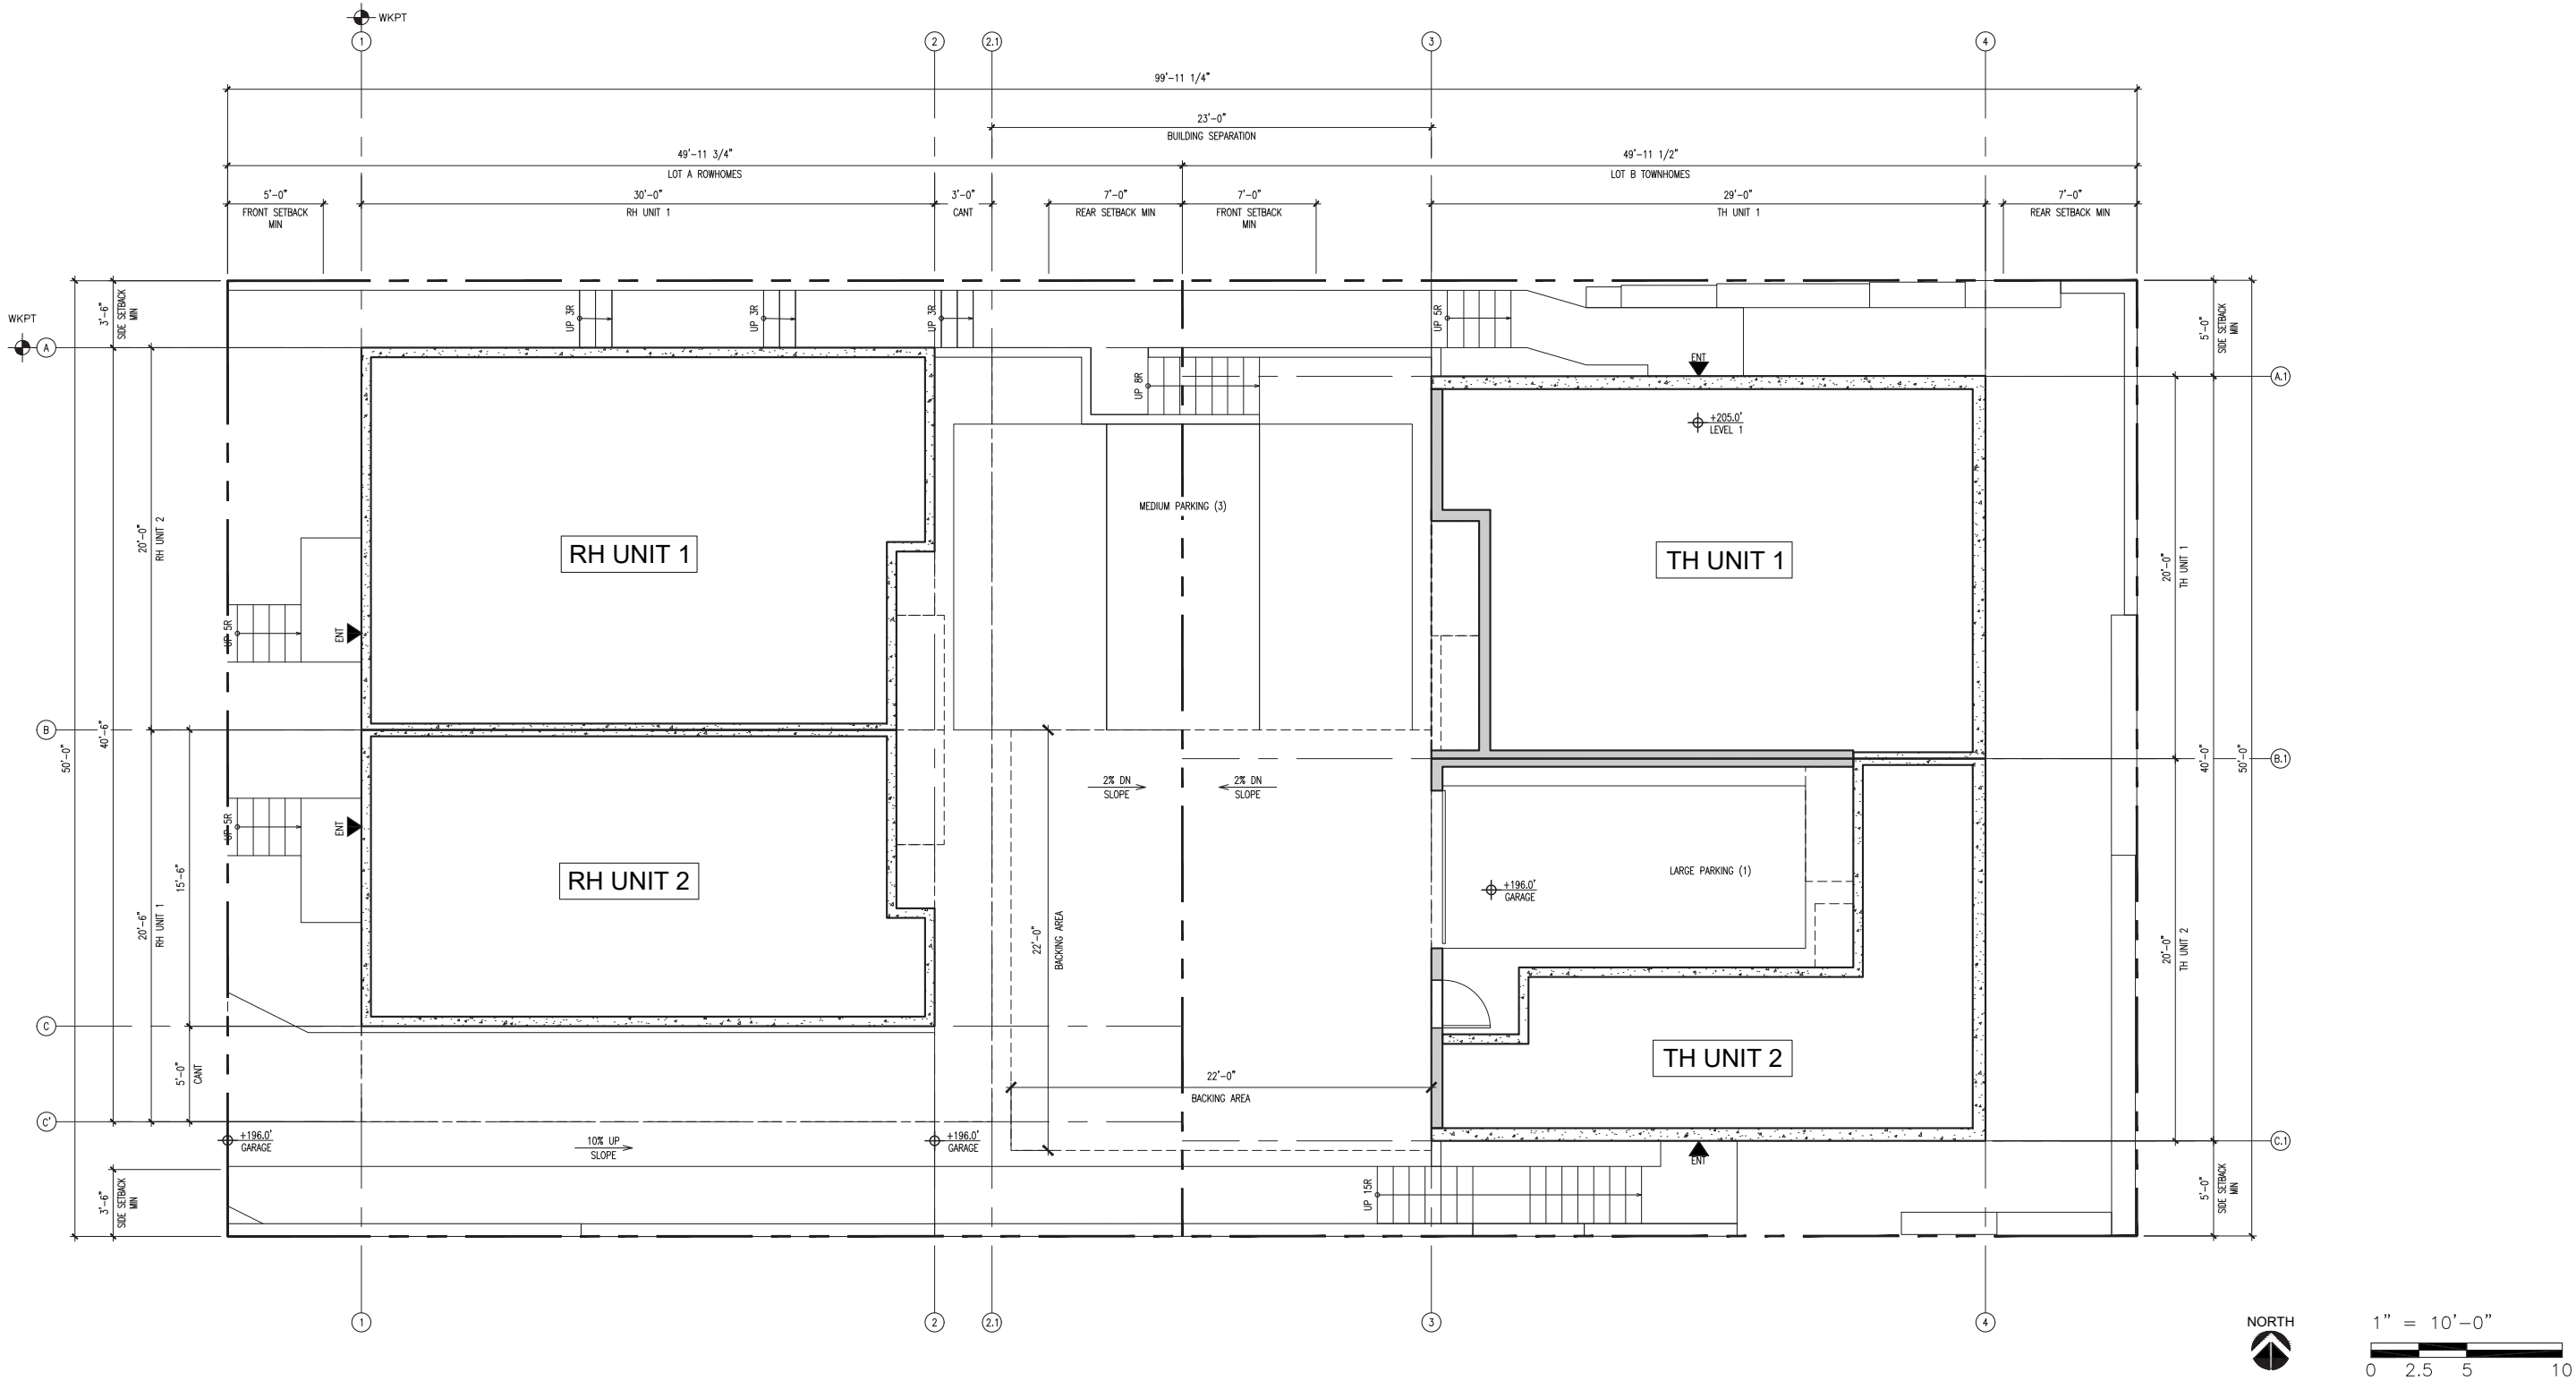 WKPT
1
2
2.1
3
4
99'-11 1/4"
23'-0"
BUILDING SEPARATION
49'-11 3/4"
LOT A ROWHOMES
49'-11 1/2"
LOT B TOWNHOMES
5'-0"
FRONT SETBACK
MIN
30'-0"
RH UNIT 1
3'-0"
CANT
7'-0"
REAR SETBACK MIN
7'-0"
FRONT SETBACK
MIN
29'-0"
TH UNIT 1
7'-0"
REAR SETBACK MIN
3'-6"
SIDE SETBACK
MIN
UP 3R
UP 3R
UP 3R
UP 5R
5'-0"
SIDE SETBACK
MIN
WKPT
A
A.1
UP 8R
ENT
+205.0'
LEVEL 1
MEDIUM PARKING (3)
20'-0"
RH UNIT 2
RH UNIT 1
TH UNIT 1
20'-0"
TH UNIT 1
UP 5R
ENT
B
50'-0"
40'-6"
40'-0"
50'-0"
B.1
2% DN
SLOPE
2% DN
SLOPE
UP 5R
ENT
15'-6"
RH UNIT 2
LARGE PARKING (1)
+196.0'
GARAGE
20'-6"
RH UNIT 1
22'-0"
BACKING AREA
20'-0"
TH UNIT 2
C
5'-0"
CANT
TH UNIT 2
22'-0"
BACKING AREA
C'
+196.0'
GARAGE
10% UP
SLOPE
+196.0'
GARAGE
C.1
ENT
3'-6"
SIDE SETBACK
MIN
UP 15R
5'-0"
SIDE SETBACK
MIN
1
2
2.1
3
4
NORTH
1" = 10'-0"
0 2.5 5 10